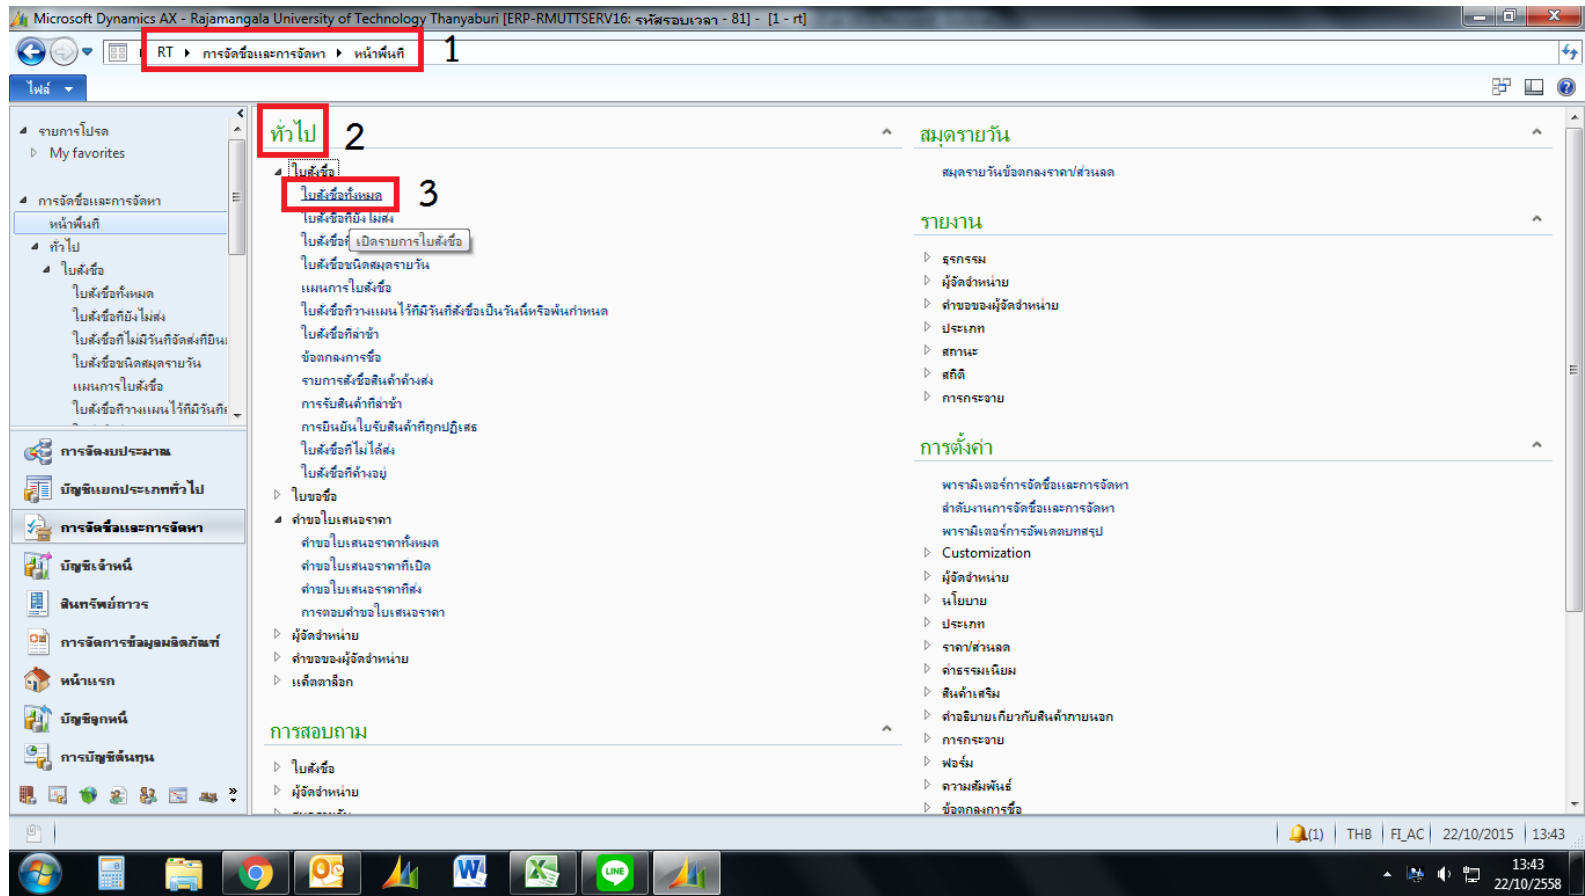 Microsoft Dynamics AX - Rajamangala University of Technology Thanyaburi [ERP-RMUTTSERV16: รหัสรอบเวลา - 81] - [1 - rt]
RT ▸ การจัดซื้อและการจัดหา ▸ หน้าพื้นที่
1
ไฟล์
รายการโปรด
My favorites
การจัดซื้อและการจัดหา
หน้าพื้นที่
ทั่วไป
ใบสั่งซื้อ
ใบสั่งซื้อทั้งหมด
ใบสั่งซื้อที่ยังไม่ส่ง
ใบสั่งซื้อที่ไม่มีวันที่จัดส่งที่ยืน
ใบสั่งซื้อชนิดสมุดรายวัน
แผนการใบสั่งซื้อ
ใบสั่งซื้อที่วางแผนไว้ที่มีวันที่
การจัดงบประมาณ
บัญชีแยกประเภททั่วไป
การจัดซื้อและการจัดหา
บัญชีเจ้าหนี้
สินทรัพย์ถาวร
การจัดการข้อมูลผลิตภัณฑ์
หน้าแรก
บัญชีลูกหนี้
การบัญชีต้นทุน
ทั่วไป
2
ใบสั่งซื้อ
ใบสั่งซื้อทั้งหมด
3
ใบสั่งซื้อที่ยังไม่ส่ง
ใบสั่งซื้อที่
เปิดรายการใบสั่งซื้อ
ใบสั่งซื้อชนิดสมุดรายวัน
แผนการใบสั่งซื้อ
ใบสั่งซื้อที่วางแผนไว้ที่มีวันที่สั่งซื้อเป็นวันนี้หรือพ้นกำหนด
ใบสั่งซื้อที่ล่าช้า
ข้อตกลงการซื้อ
รายการสั่งซื้อสินค้าค้างส่ง
การรับสินค้าที่ล่าช้า
การยืนยันใบรับสินค้าที่ถูกปฏิเสธ
ใบสั่งซื้อที่ไม่ได้ส่ง
ใบสั่งซื้อที่ค้างอยู่
ใบขอซื้อ
คำขอใบเสนอราคา
คำขอใบเสนอราคาทั้งหมด
คำขอใบเสนอราคาที่เปิด
คำขอใบเสนอราคาที่ส่ง
การตอบคำขอใบเสนอราคา
ผู้จัดจำหน่าย
คำขอของผู้จัดจำหน่าย
แค็ตตาล็อก
การสอบถาม
ใบสั่งซื้อ
ผู้จัดจำหน่าย
สมุดรายวัน
สมุดรายวันข้อตกลงราคา/ส่วนลด
รายงาน
ธุรกรรม
ผู้จัดจำหน่าย
คำขอของผู้จัดจำหน่าย
ประเภท
สถานะ
สถิติ
การกระจาย
การตั้งค่า
พารามิเตอร์การจัดซื้อและการจัดหา
ลำดับงานการจัดซื้อและการจัดหา
พารามิเตอร์การอัพเดตบทสรุป
Customization
ผู้จัดจำหน่าย
นโยบาย
ประเภท
ราคา/ส่วนลด
ค่าธรรมเนียม
สินค้าเสริม
คำอธิบายเกี่ยวกับสินค้าภายนอก
การกระจาย
ฟอร์ม
ความสัมพันธ์
ข้อตกลงการซื้อ
(1) THB FI_AC 22/10/2015 13:43
LINE
13:43
22/10/2558